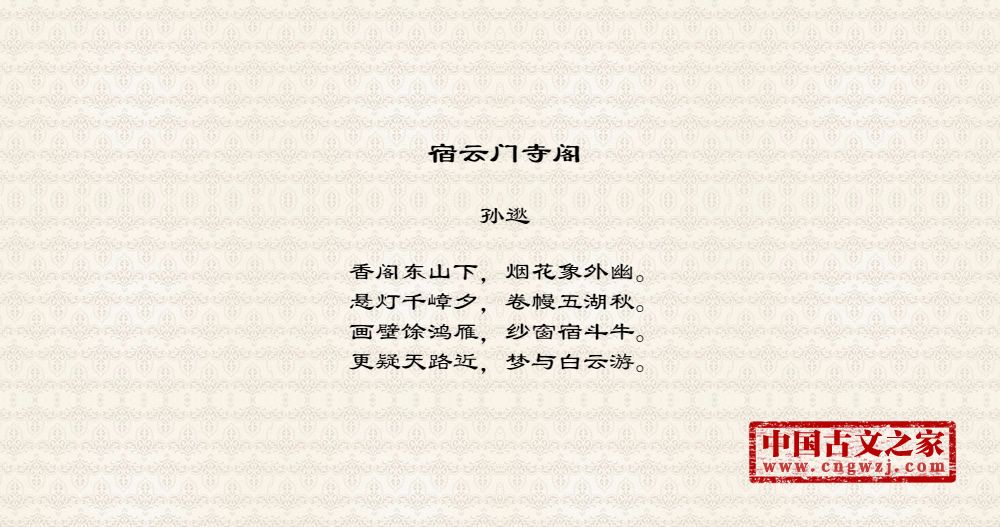 宿云门寺阁
孙逖
香阁东山下，烟花象外幽。
悬灯千嶂夕，卷幔五湖秋。
画壁馀鸿雁，纱窗宿斗牛。
更疑天路近，梦与白云游。
中国古文之家
www.cngwzj.com